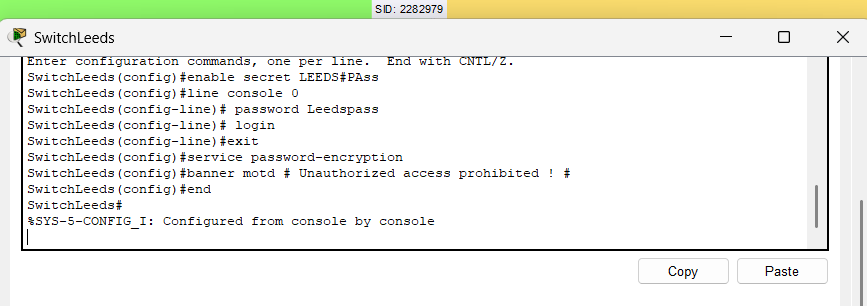 SID: 2282979
SwitchLeeds
Enter configuration commands, one per line.  End with CNTL/Z.
SwitchLeeds(config)#enable secret LEEDS#PAss
SwitchLeeds(config)#line console 0
SwitchLeeds(config-line)# password Leedspass
SwitchLeeds(config-line)# login
SwitchLeeds(config-line)#exit
SwitchLeeds(config)#service password-encryption
SwitchLeeds(config)#banner motd # Unauthorized access prohibited ! #
SwitchLeeds(config)#end
SwitchLeeds#
%SYS-5-CONFIG_I: Configured from console by console
Copy
Paste